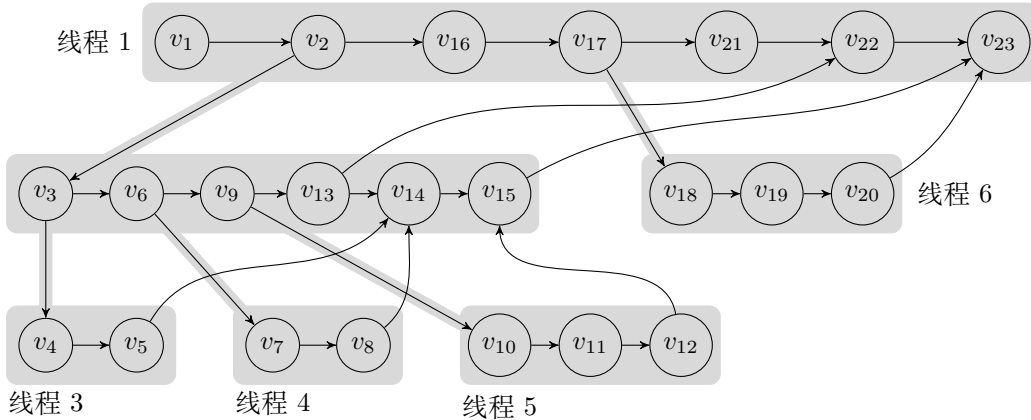 线程 1 v₁ v₂ v₁₆ v₁₇ v₂₁ v₂₂ v₂₃
v₃ v₆ v₉ v₁₃ v₁₄ v₁₅ v₁₈ v₁₉ v₂₀ 线程 6
v₄ v₅ v₇ v₈ v₁₀ v₁₁ v₁₂
线程 3 线程 4 线程 5